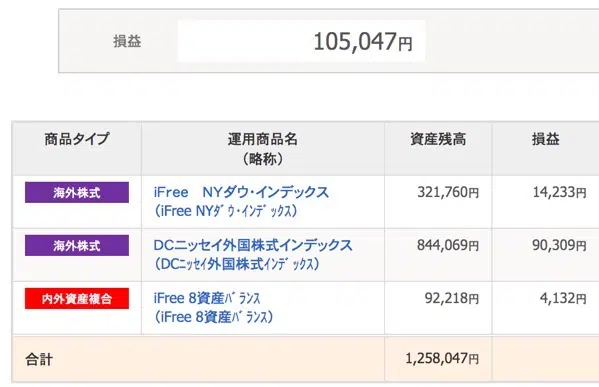 損益 105,047円
商品タイプ 運用商品名 資産残高 損益
(略称)
海外株式 iFree NYダウ・インデックス 321,760円 14,233円
(iFree NYﾀﾞｳ・ｲﾝﾃﾞｯｸｽ)
海外株式 DCニッセイ外国株式インデックス 844,069円 90,309円
(DCﾆｯｾｲ外国株式ｲﾝﾃﾞｯｸｽ)
内外資産複合 iFree 8資産ﾊﾞﾗﾝｽ 92,218円 4,132円
(iFree 8資産ﾊﾞﾗﾝｽ)
合計 1,258,047円